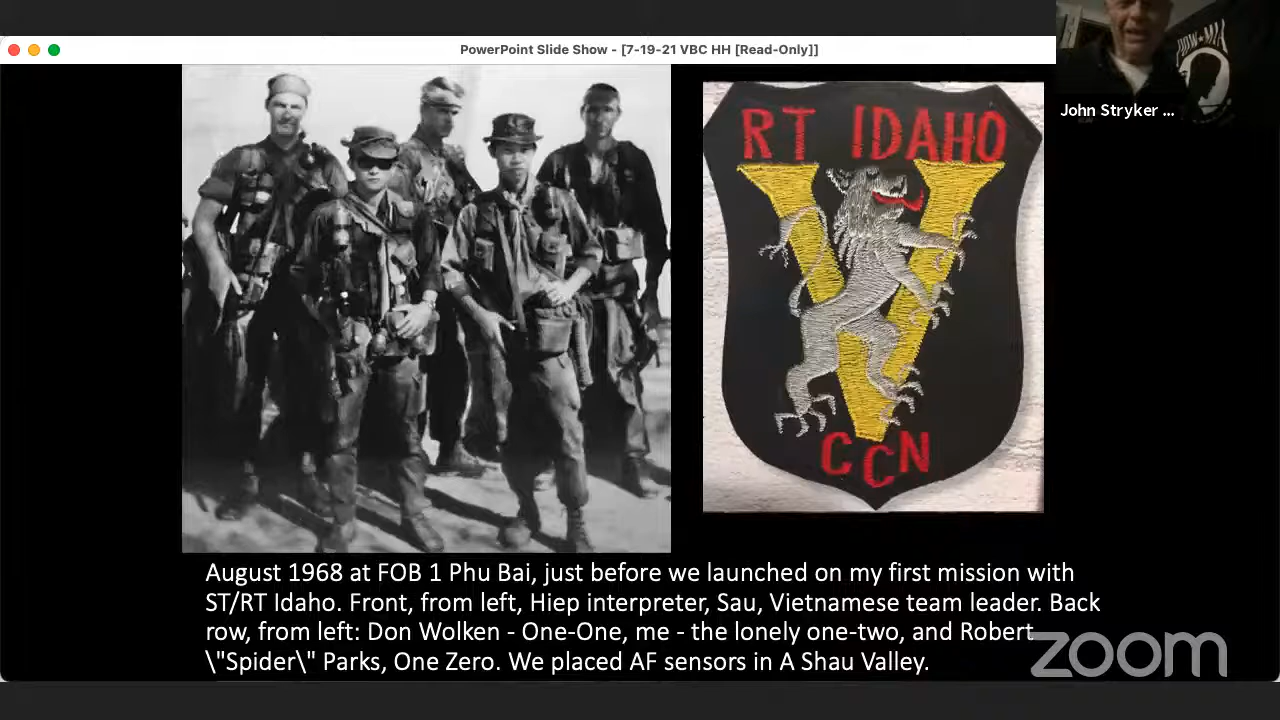 PowerPoint Slide Show - [7-19-21 VBC HH [Read-Only]]
POW★MIA
John Stryker ...
RT IDAHO
CCN
August 1968 at FOB 1 Phu Bai, just before we launched on my first mission with
ST/RT Idaho. Front, from left, Hiep interpreter, Sau, Vietnamese team leader. Back
row, from left: Don Wolken - One-One, me - the lonely one-two, and Robert
\"Spider\" Parks, One Zero. We placed AF sensors in A Shau Valley.
zoom